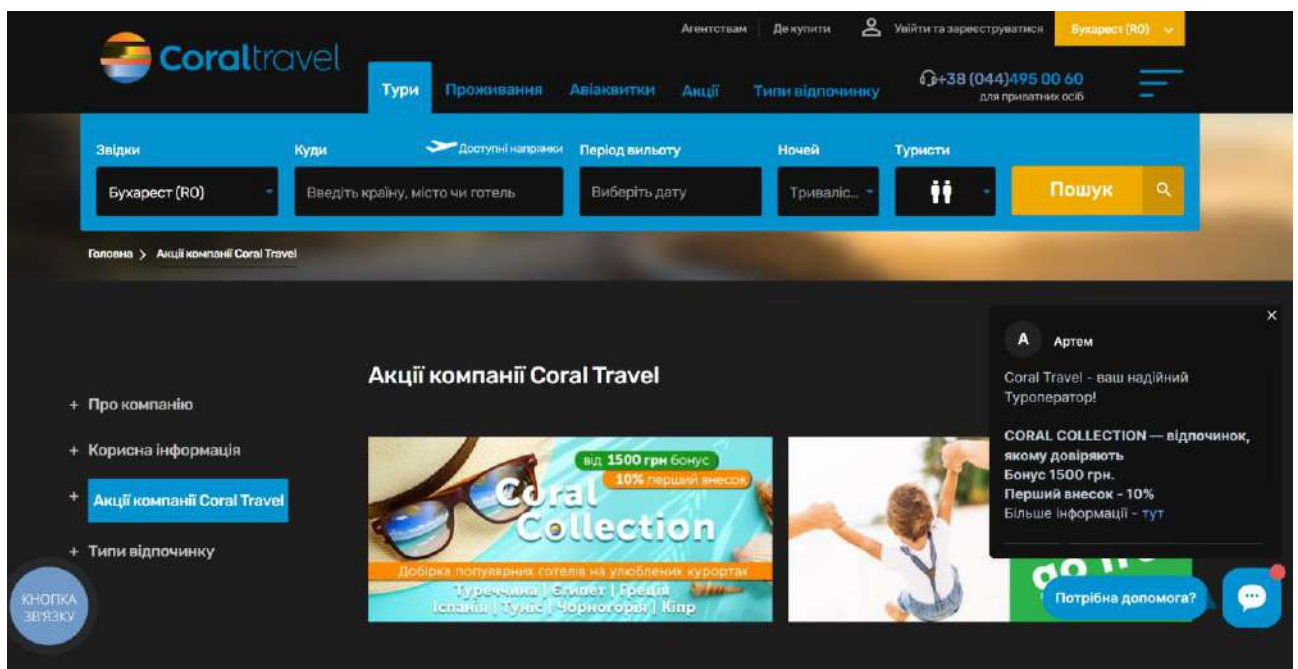 Агентствам
Де купити
Увійти та зареєструватися
Бухарест (RO)
Coraltravel
Тури
Проживання
Авіаквитки
Акції
Типи відпочинку
+38 (044)495 00 60
для приватних осіб
Звідки
Куди
Доступні напрямки
Період вильоту
Ночей
Туристи
Бухарест (RO)
Введіть країну, місто чи готель
Виберіть дату
Триваліс...
Пошук
Головна > Акції компанії Coral Travel
Акції компанії Coral Travel
+ Про компанію
+ Корисна інформація
+ Акції компанії Coral Travel
+ Типи відпочинку
КНОПКА
ЗВ'ЯЗКУ
від 1500 грн бонус
10% перший внесок
Coral
Collection
Добірка популярних готелів на улюблених курортах
Туреччина | Єгипет | Греція
Іспанія | Туніс | Чорногорія | Кіпр
А
Артем
Coral Travel - ваш надійний
Туроператор!
CORAL COLLECTION — відпочинок,
якому довіряють
Бонус 1500 грн.
Перший внесок - 10%
Більше інформації - тут
Потрібна допомога?